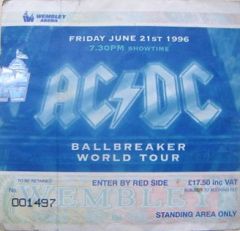 WEMBLEY
ARENA
FRIDAY JUNE 21ST 1996
7.30PM SHOWTIME
AC DC
BALLBREAKER
WORLD TOUR
TO BE RETAINED
ENTER BY RED SIDE
£17.50 inc VAT
No. 001497
WEMBLEY
STANDING AREA ONLY